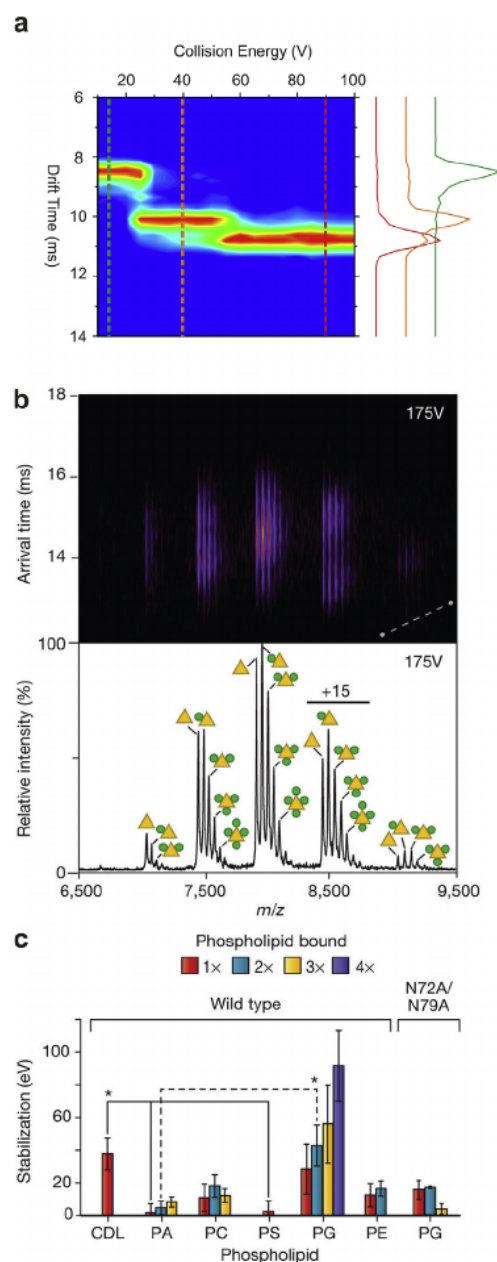 a
Collision Energy (V)
20 40 60 80 100
6
8
10
12
14
Drift Time (ms)
b
18
16
14
Arrival time (ms)
175V
100
0
Relative intensity (%)
175V
+15
6,500 7,500 8,500 9,500
m/z
c
Phospholipid bound
1× 2× 3× 4×
Wild type
N72A/
N79A
100
60
20
0
Stabilization (eV)
*
*
CDL PA PC PS PG PE PG
Phospholipid